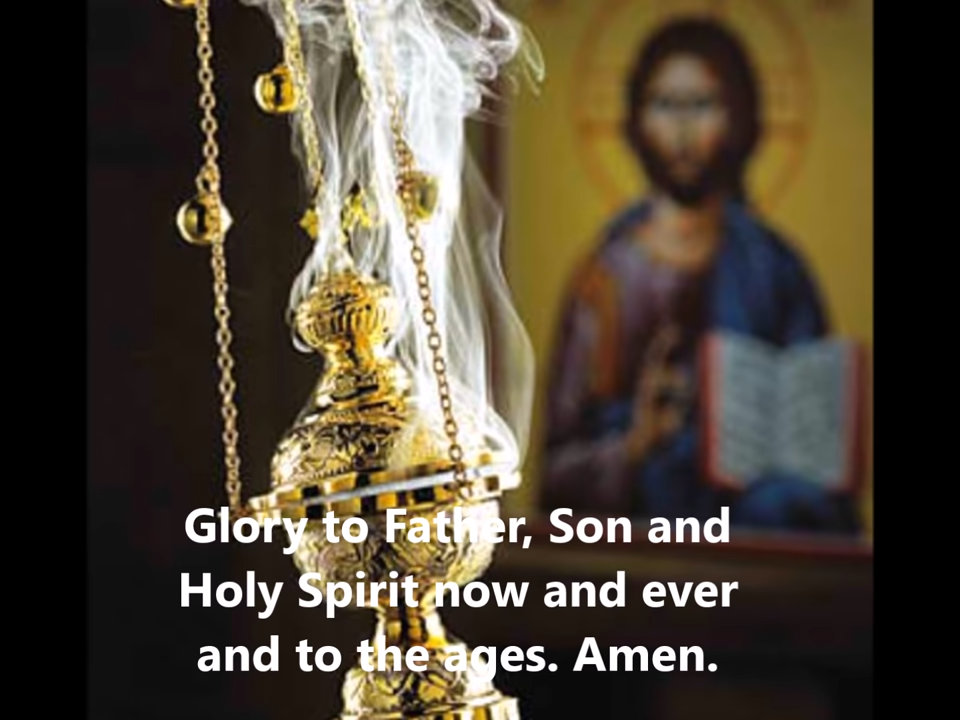 Glory to Father, Son and
Holy Spirit now and ever
and to the ages. Amen.